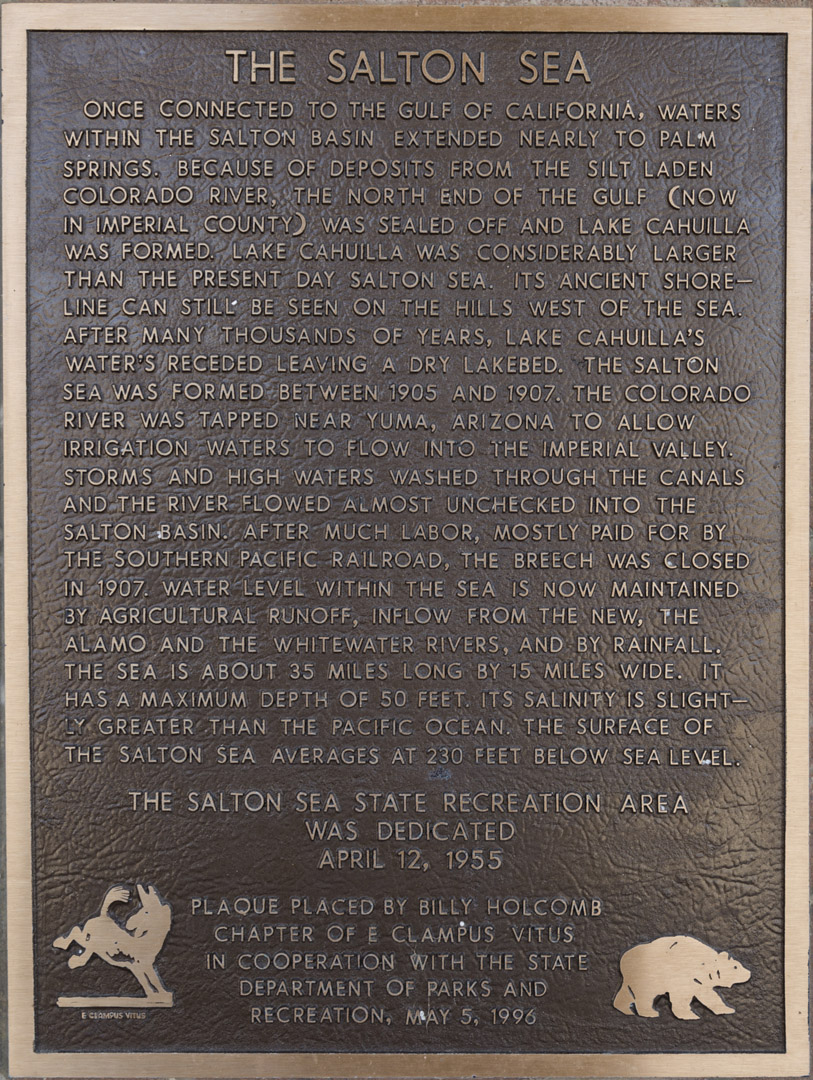 THE SALTON SEA
ONCE CONNECTED TO THE GULF OF CALIFORNIA, WATERS
WITHIN THE SALTON BASIN EXTENDED NEARLY TO PALM
SPRINGS. BECAUSE OF DEPOSITS FROM THE SILT LADEN
COLORADO RIVER, THE NORTH END OF THE GULF (NOW
IN IMPERIAL COUNTY) WAS SEALED OFF AND LAKE CAHUILLA
WAS FORMED. LAKE CAHUILLA WAS CONSIDERABLY LARGER
THAN THE PRESENT DAY SALTON SEA. ITS ANCIENT SHORE-
LINE CAN STILL BE SEEN ON THE HILLS WEST OF THE SEA.
AFTER MANY THOUSANDS OF YEARS, LAKE CAHUILLA'S
WATER'S RECEDED LEAVING A DRY LAKEBED. THE SALTON
SEA WAS FORMED BETWEEN 1905 AND 1907. THE COLORADO
RIVER WAS TAPPED NEAR YUMA, ARIZONA TO ALLOW
IRRIGATION WATERS TO FLOW INTO THE IMPERIAL VALLEY.
STORMS AND HIGH WATERS WASHED THROUGH THE CANALS
AND THE RIVER FLOWED ALMOST UNCHECKED INTO THE
SALTON BASIN. AFTER MUCH LABOR, MOSTLY PAID FOR BY
THE SOUTHERN PACIFIC RAILROAD, THE BREECH WAS CLOSED
IN 1907. WATER LEVEL WITHIN THE SEA IS NOW MAINTAINED
BY AGRICULTURAL RUNOFF, INFLOW FROM THE NEW, THE
ALAMO AND THE WHITEWATER RIVERS, AND BY RAINFALL.
THE SEA IS ABOUT 35 MILES LONG BY 15 MILES WIDE. IT
HAS A MAXIMUM DEPTH OF 50 FEET. ITS SALINITY IS SLIGHT-
LY GREATER THAN THE PACIFIC OCEAN. THE SURFACE OF
THE SALTON SEA AVERAGES AT 230 FEET BELOW SEA LEVEL.
THE SALTON SEA STATE RECREATION AREA
WAS DEDICATED
APRIL 12, 1955
PLAQUE PLACED BY BILLY HOLCOMB
CHAPTER OF E CLAMPUS VITUS
IN COOPERATION WITH THE STATE
DEPARTMENT OF PARKS AND
RECREATION, MAY 5, 1996
E CLAMPUS VITUS